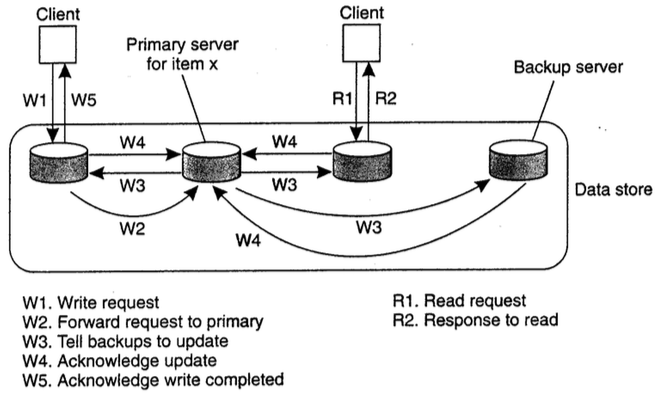 Client
Client
Primary server
for item x
Backup server
W1
W5
R1
R2
W4
W4
W3
W3
W2
W4
W3
Data store
W1. Write request
W2. Forward request to primary
W3. Tell backups to update
W4. Acknowledge update
W5. Acknowledge write completed
R1. Read request
R2. Response to read